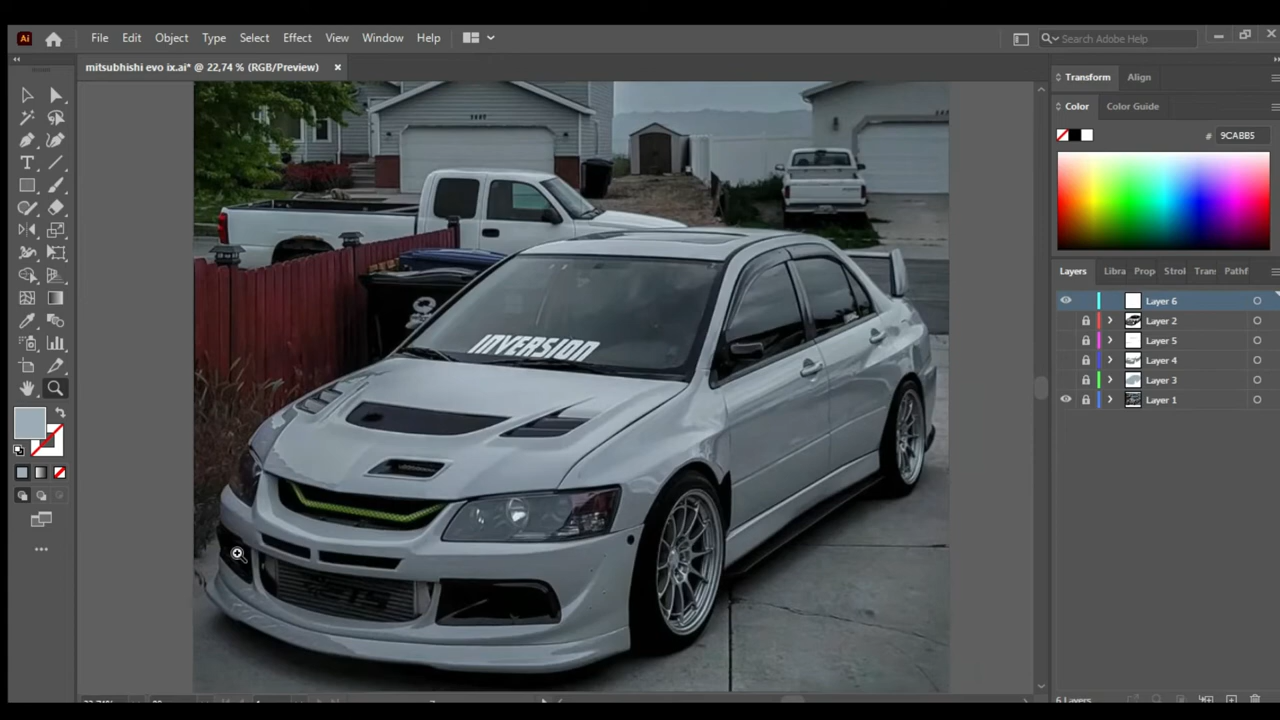 Ai File Edit Object Type Select Effect View Window Help Search Adobe Help
mitsubhishi evo ix.ai* @ 22,74 % (RGB/Preview) ×
Transform Align
Color Color Guide
# 9CABB5
Layers Libra Prop Strol Trans Pathf
Layer 6
Layer 2
Layer 5
Layer 4
Layer 3
Layer 1
INVERSION
6 Layers